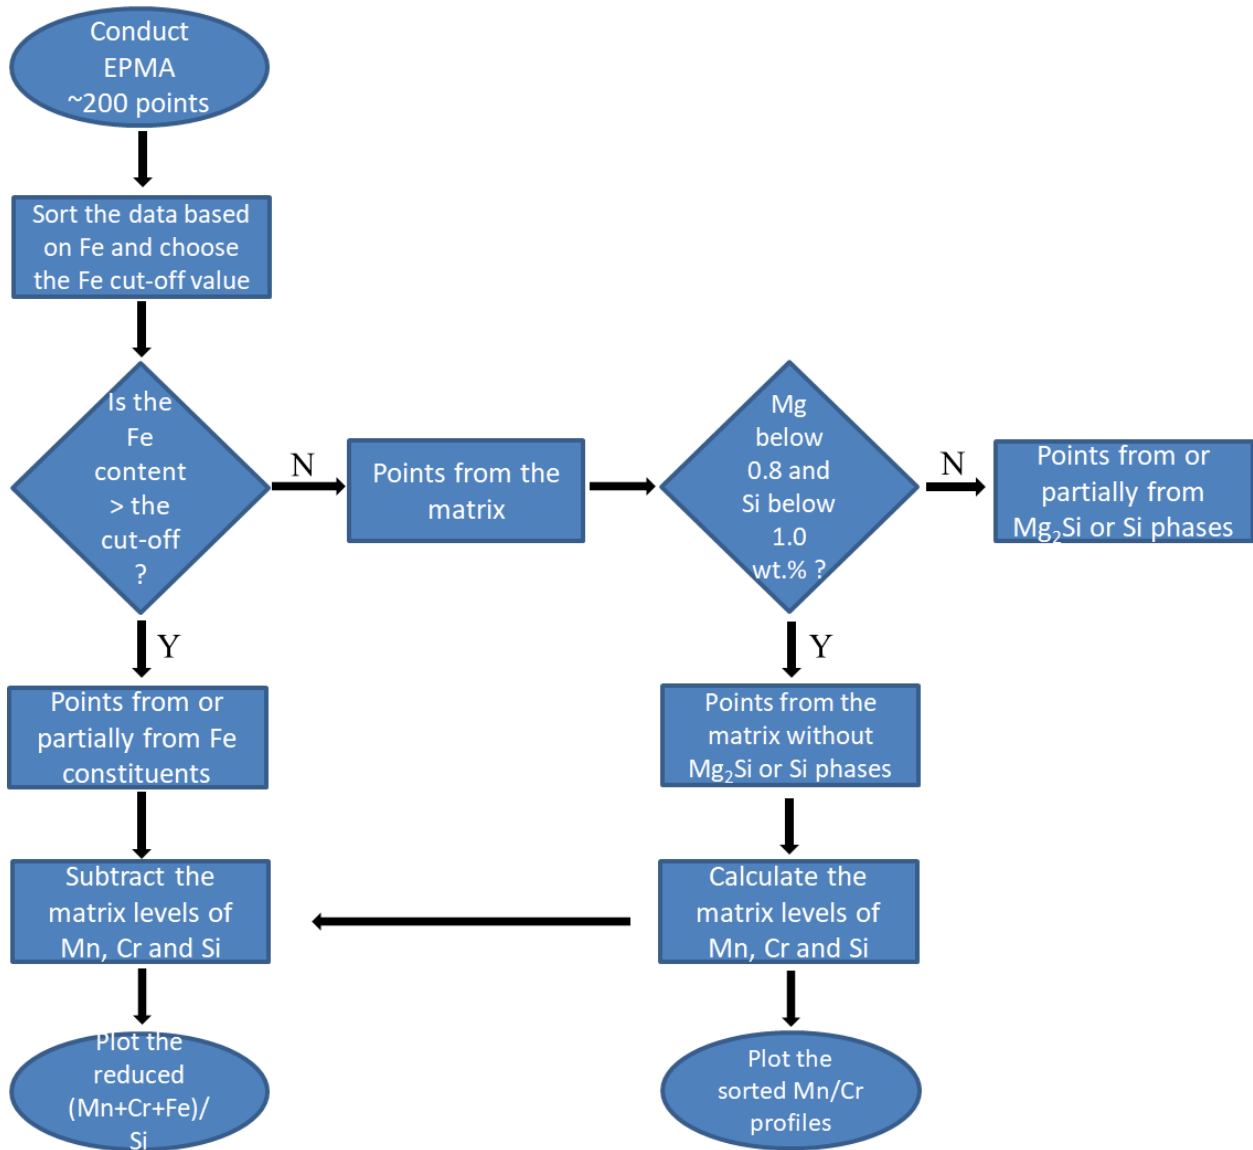 Conduct
EPMA
~200 points
Sort the data based
on Fe and choose
the Fe cut-off value
Is the
Fe
content
> the
cut-off
?
N
Points from the
matrix
Mg
below
0.8 and
Si below
1.0
wt.% ?
N
Points from or
partially from
Mg₂Si or Si phases
Y
Points from or
partially from Fe
constituents
Y
Points from the
matrix without
Mg₂Si or Si phases
Subtract the
matrix levels of
Mn, Cr and Si
Calculate the
matrix levels of
Mn, Cr and Si
Plot the
reduced
(Mn+Cr+Fe)/
Si
Plot the
sorted Mn/Cr
profiles